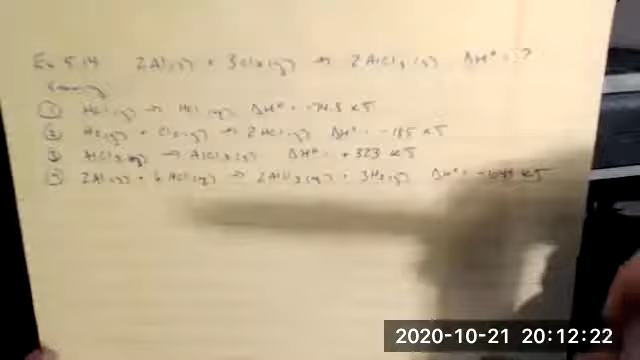 Ex 5.14 2Al(s) + 3Cl₂(g) → 2AlCl₃(s) ΔH° = ?
① HCl(g) → HCl(aq) ΔH° = -74.8 kJ
② H₂(g) + Cl₂(g) → 2HCl(g) ΔH° = -185 kJ
③ AlCl₃(aq) → AlCl₃(s) ΔH° = +323 kJ
④ 2Al(s) + 6HCl(aq) → 2AlCl₃(aq) + 3H₂(g) ΔH° = kJ
2020-10-21 20:12:22